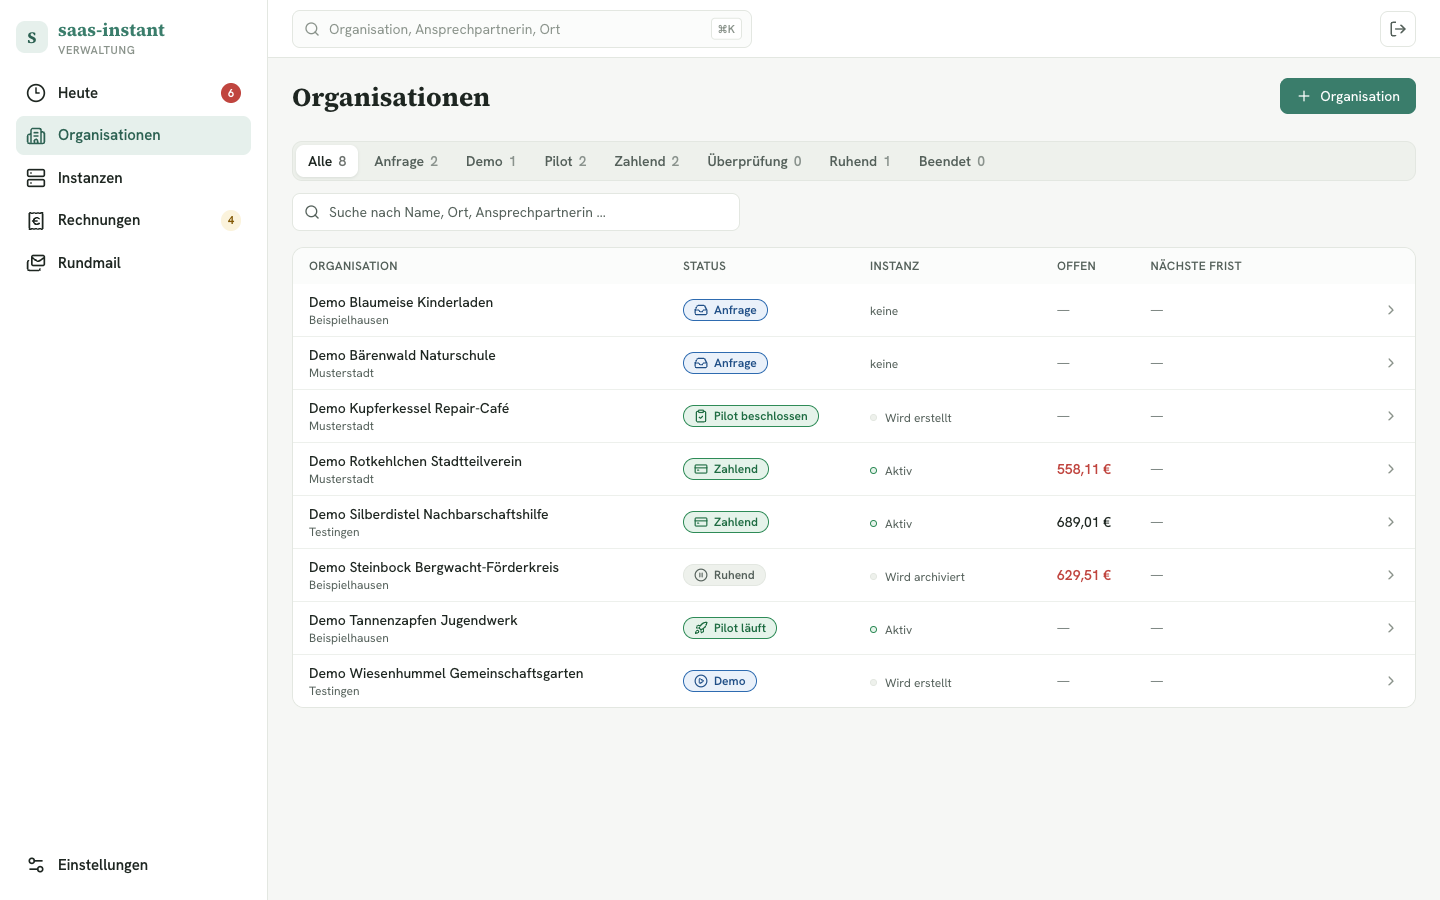 S
saas-instant
VERWALTUNG
Heute 6
Organisationen
Instanzen
Rechnungen 4
Rundmail
Einstellungen
Organisation, Ansprechpartnerin, Ort ⌘K
Organisationen
+ Organisation
Alle 8 Anfrage 2 Demo 1 Pilot 2 Zahlend 2 Überprüfung 0 Ruhend 1 Beendet 0
Suche nach Name, Ort, Ansprechpartnerin …
ORGANISATION STATUS INSTANZ OFFEN NÄCHSTE FRIST
Demo Blaumeise Kinderladen
Beispielhausen
Anfrage keine — —
Demo Bärenwald Naturschule
Musterstadt
Anfrage keine — —
Demo Kupferkessel Repair-Café
Musterstadt
Pilot beschlossen Wird erstellt — —
Demo Rotkehlchen Stadtteilverein
Musterstadt
Zahlend Aktiv 558,11 € —
Demo Silberdistel Nachbarschaftshilfe
Testingen
Zahlend Aktiv 689,01 € —
Demo Steinbock Bergwacht-Förderkreis
Beispielhausen
Ruhend Wird archiviert 629,51 € —
Demo Tannenzapfen Jugendwerk
Beispielhausen
Pilot läuft Aktiv — —
Demo Wiesenhummel Gemeinschaftsgarten
Testingen
Demo Wird erstellt — —